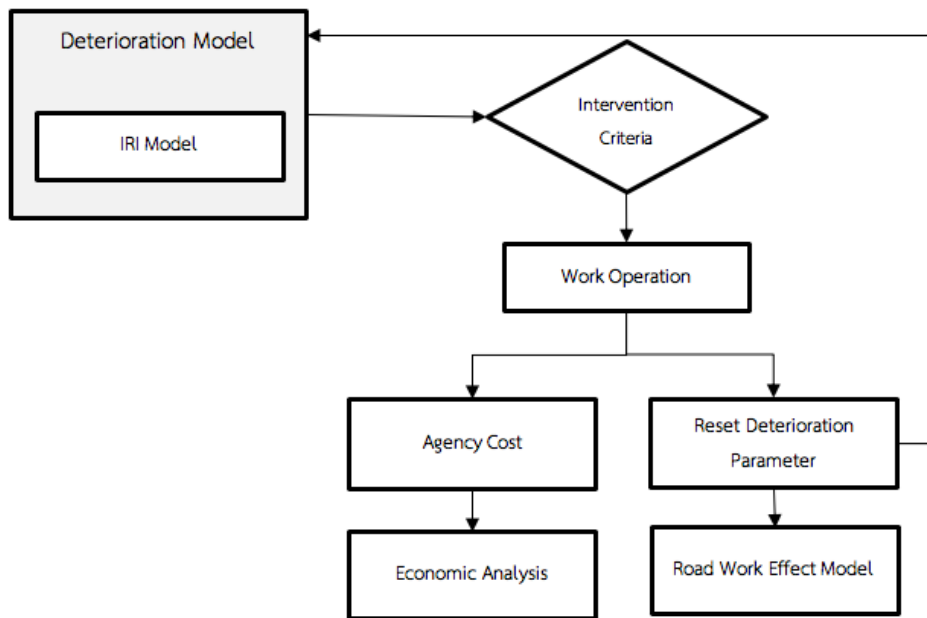 Deterioration Model
IRI Model
Intervention
Criteria
Work Operation
Agency Cost
Reset Deterioration
Parameter
Economic Analysis
Road Work Effect Model